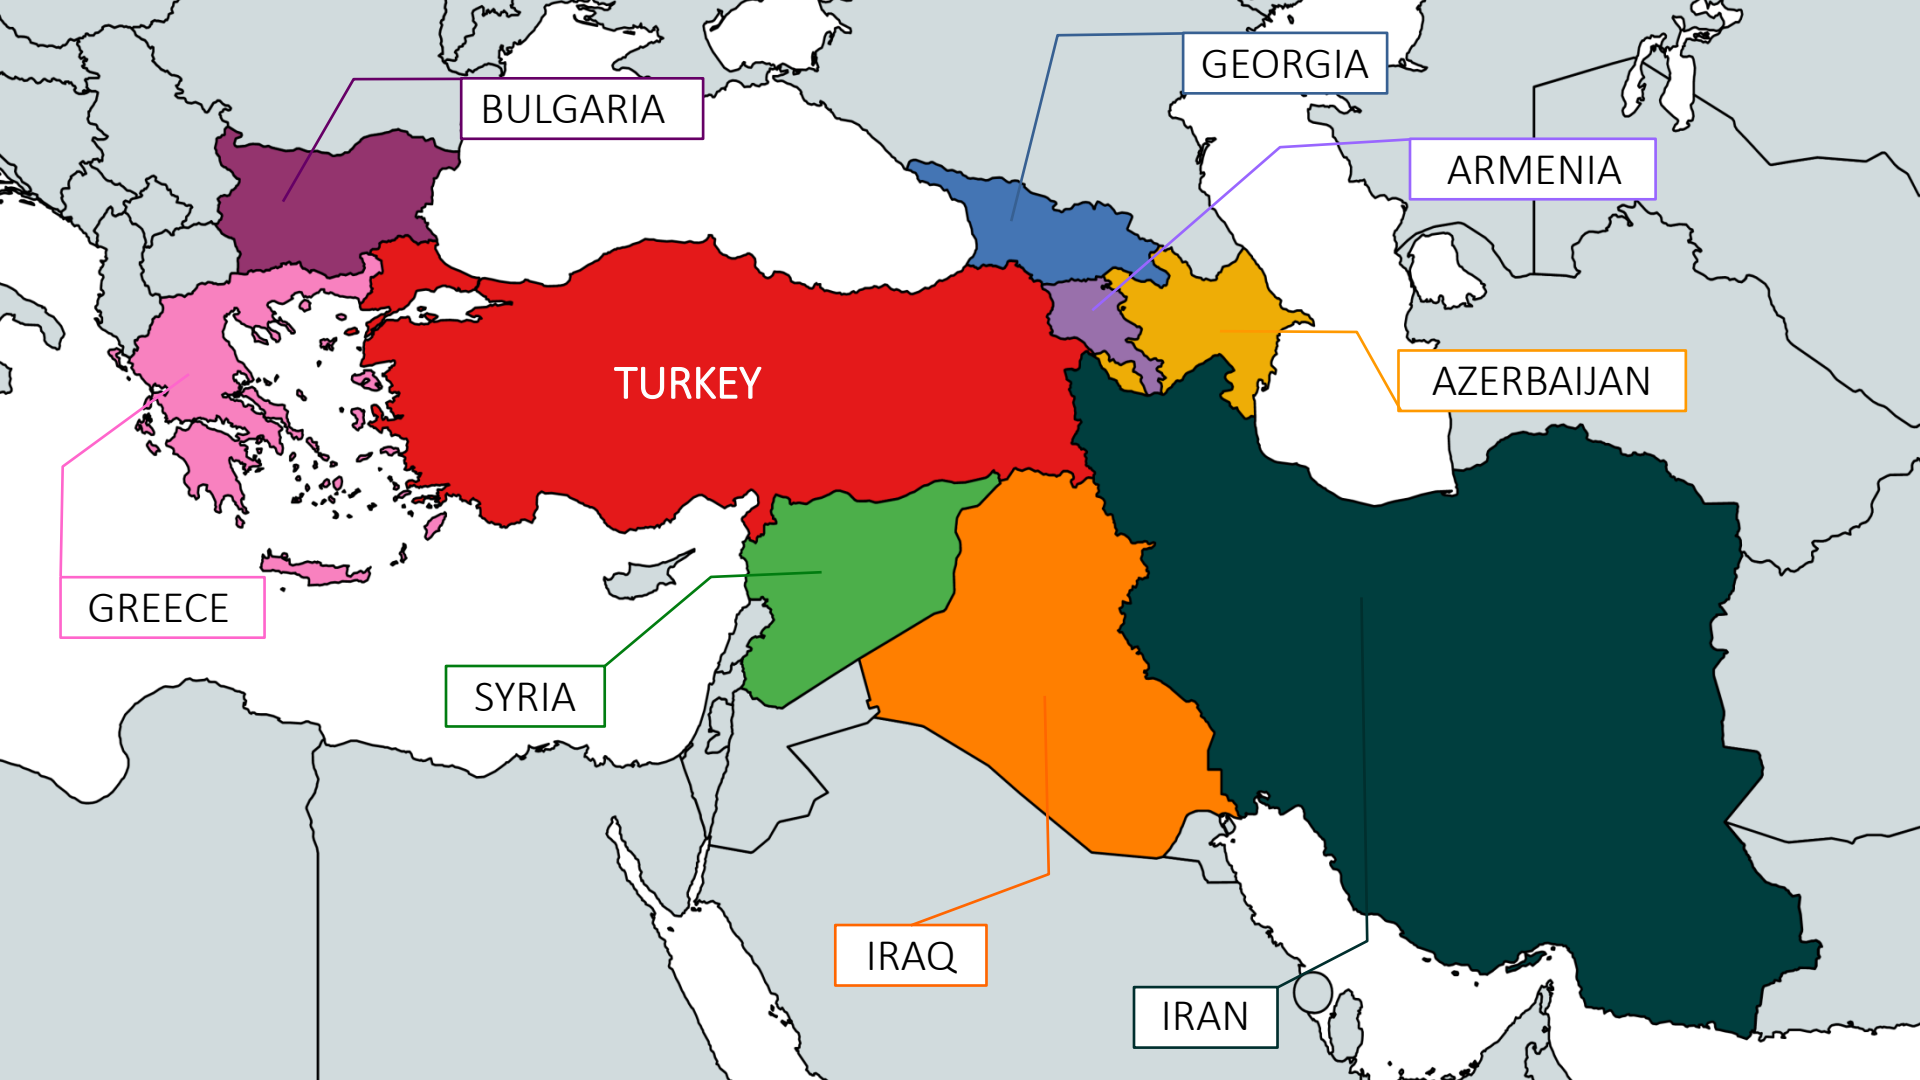 GEORGIA
BULGARIA
ARMENIA
TURKEY
AZERBAIJAN
GREECE
SYRIA
IRAQ
IRAN